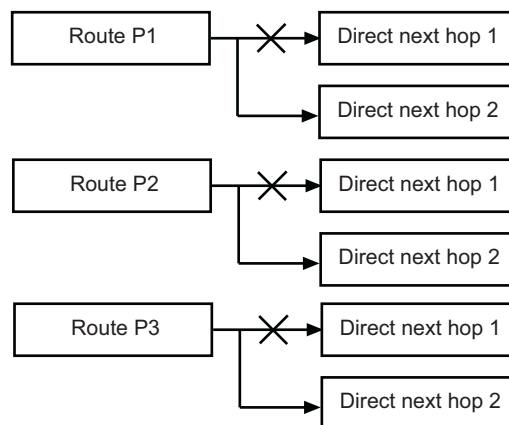 Route P1
Direct next hop 1
Direct next hop 2
Route P2
Direct next hop 1
Direct next hop 2
Route P3
Direct next hop 1
Direct next hop 2